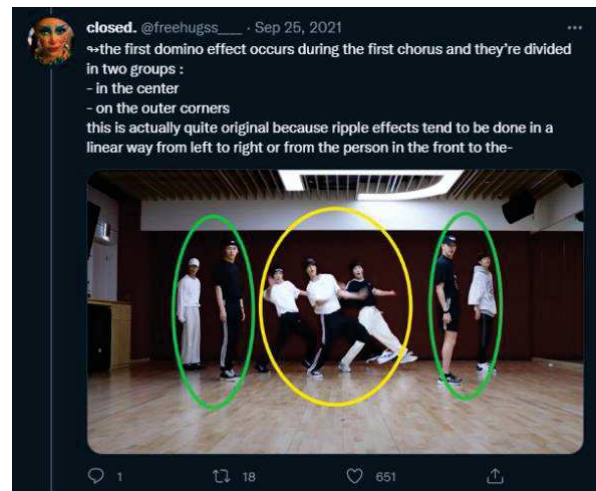 closed. @freehugss___ · Sep 25, 2021
↬the first domino effect occurs during the first chorus and they’re divided
in two groups :
- in the center
- on the outer corners
this is actually quite original because ripple effects tend to be done in a
linear way from left to right or from the person in the front to the-
1 18 651